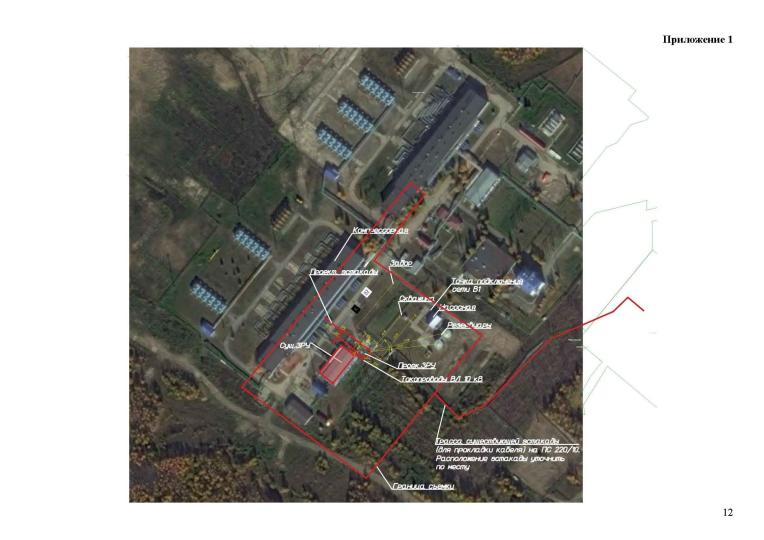 Приложение 1
Компрессорная
Забор
Проект. эстакады
Точка подключения
сети В1
Скважина
Насосная
Резервуары
Сущ.ЗРУ
Проек.ЗРУ
Токопроводы ВЛ 10 кВ
Трасса существующей эстакады
(для прокладки кабеля) на ПС 220/10.
Расположение эстакады уточнить
по месту
Граница съемки
12